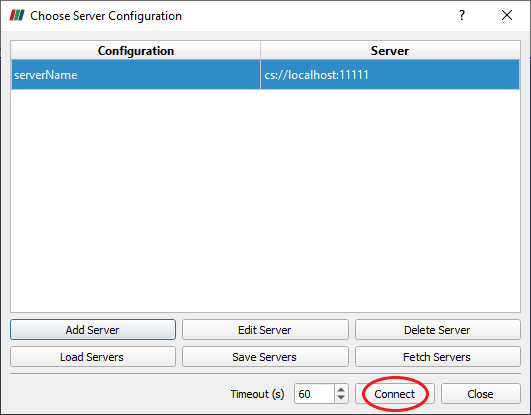 Choose Server Configuration
?
Configuration Server
serverName cs://localhost:11111
Add Server Edit Server Delete Server
Load Servers Save Servers Fetch Servers
Timeout (s) 60 Connect Close